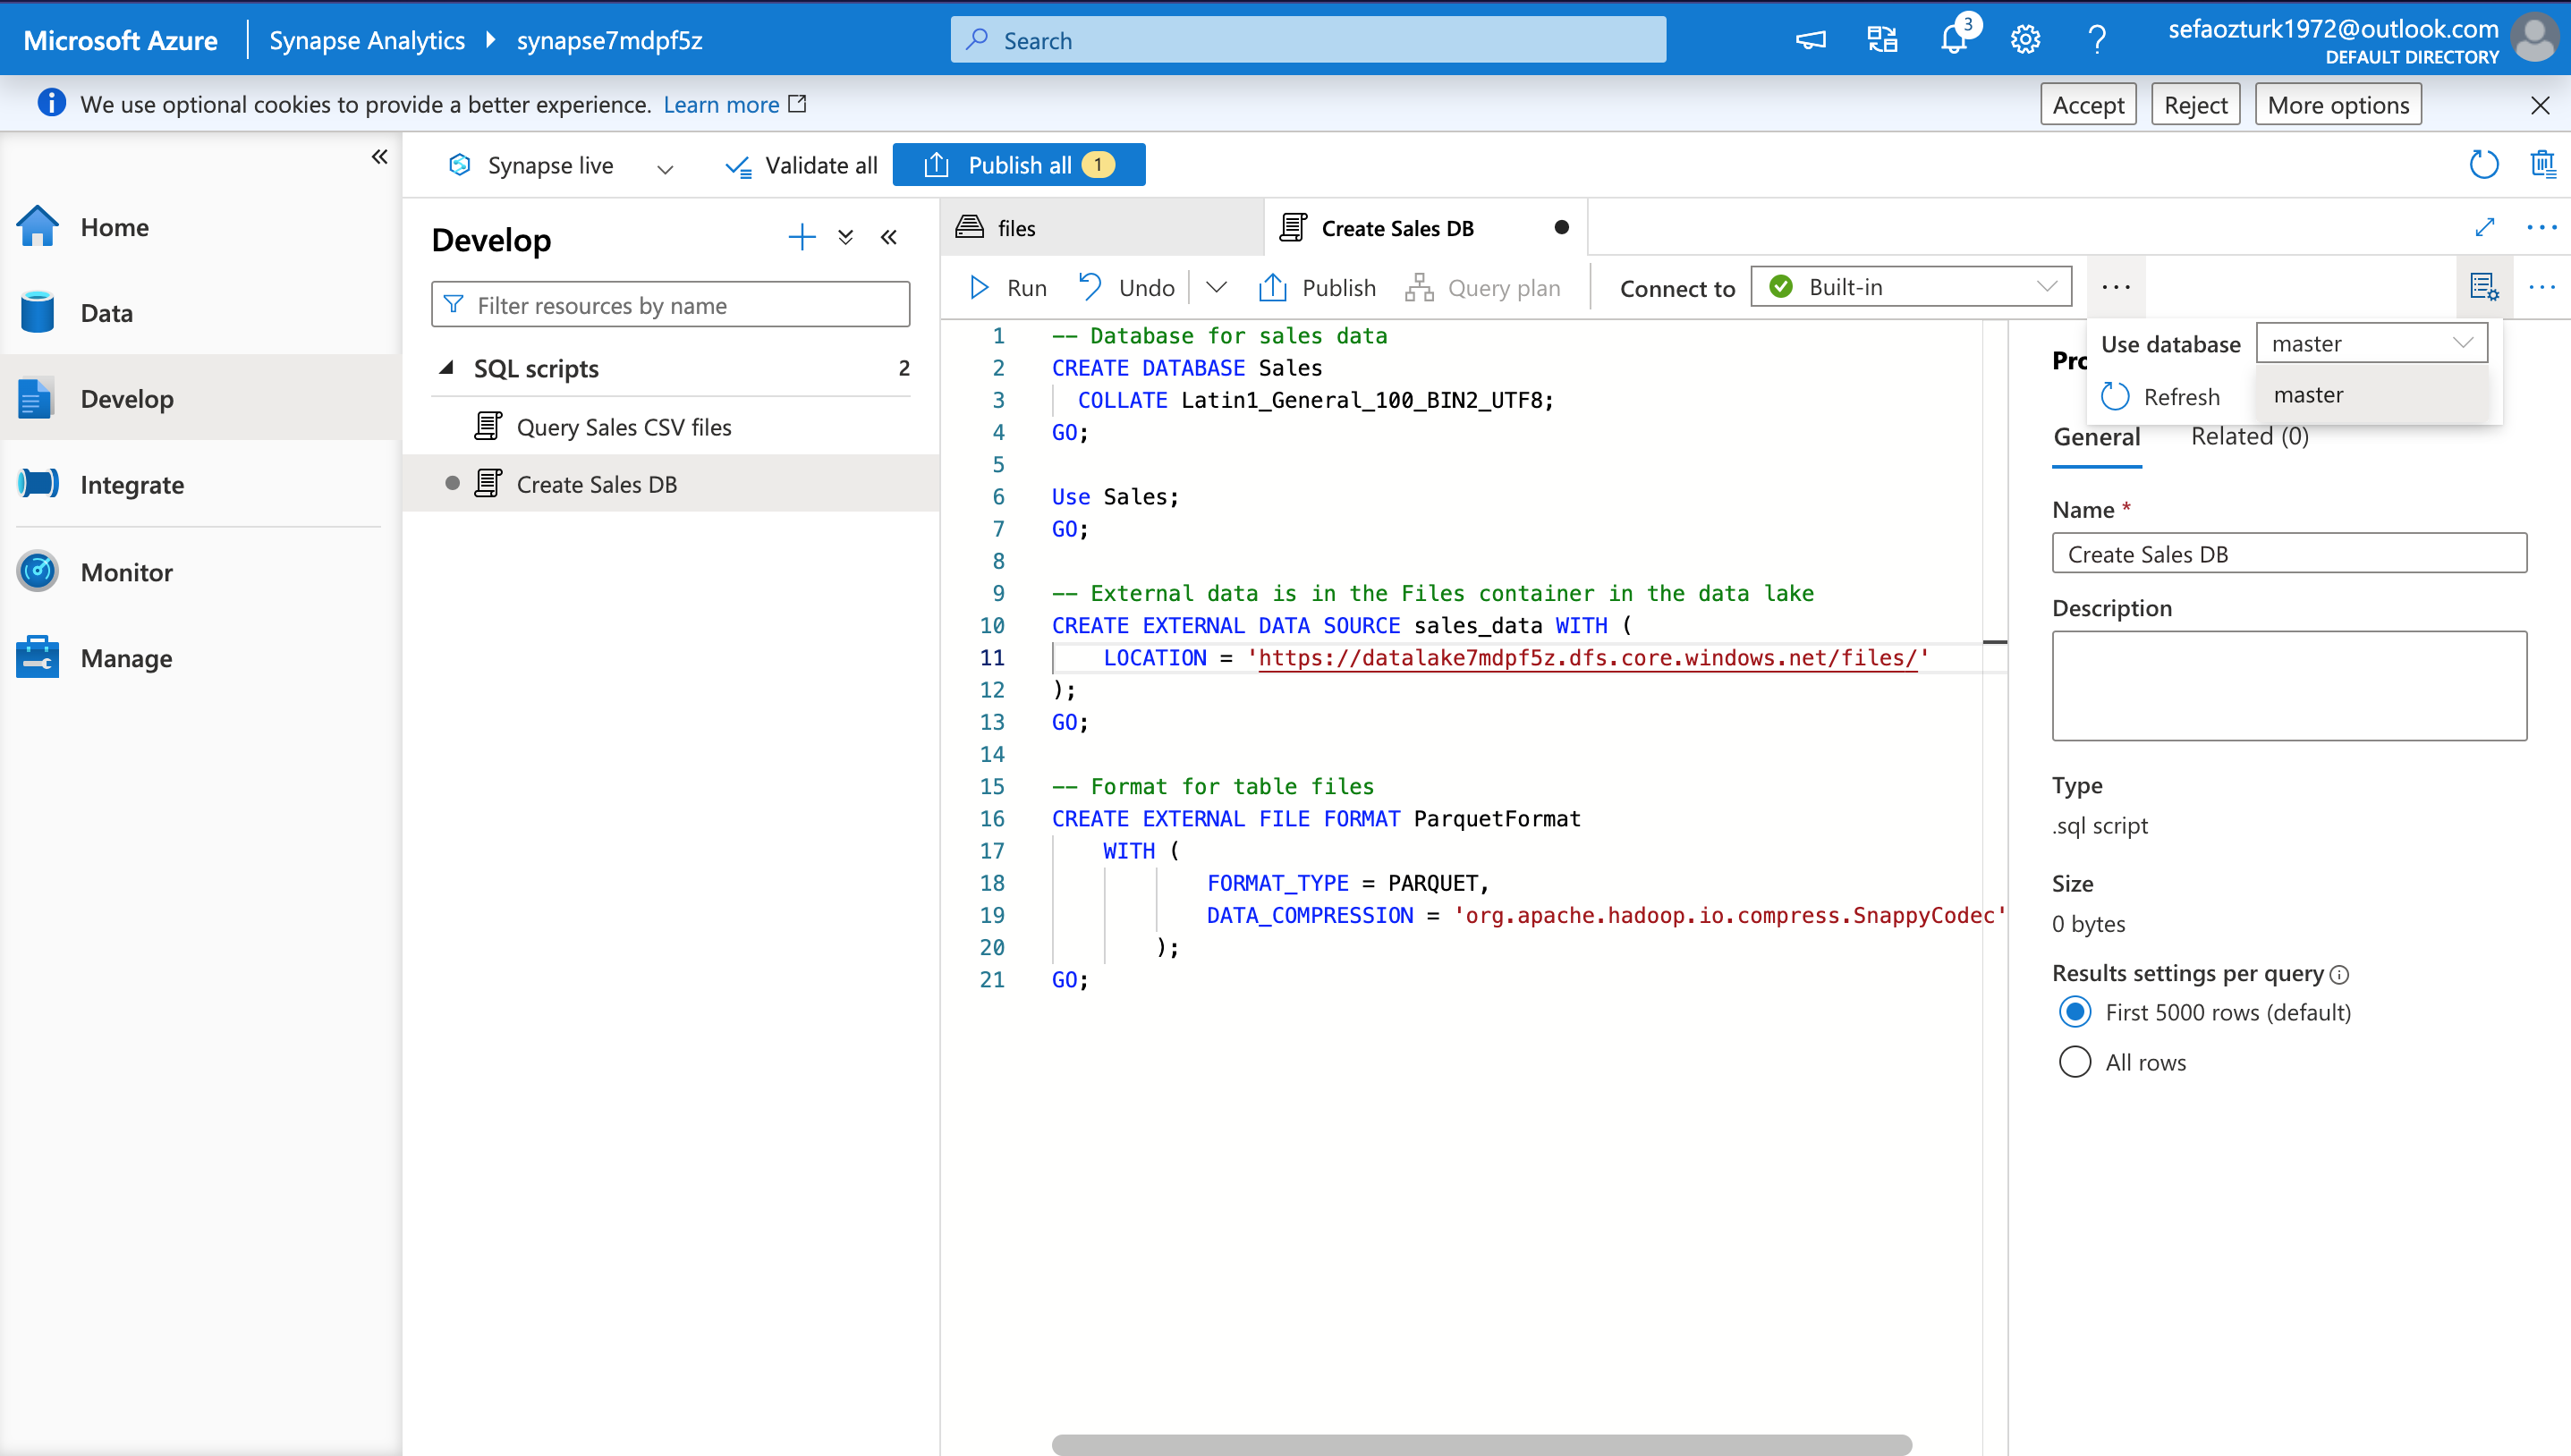 Microsoft Azure
Synapse Analytics
synapse7mdpf5z
Search
3
sefaozturk1972@outlook.com
DEFAULT DIRECTORY
We use optional cookies to provide a better experience. Learn more
Accept
Reject
More options
Synapse live
Validate all
Publish all 1
Home
Data
Develop
Integrate
Monitor
Manage
Develop
Filter resources by name
SQL scripts 2
Query Sales CSV files
Create Sales DB
files
Create Sales DB
Run
Undo
Publish
Query plan
Connect to
Built-in
Use database
master
Refresh
master
1 -- Database for sales data
2 CREATE DATABASE Sales
3 COLLATE Latin1_General_100_BIN2_UTF8;
4 GO;
5
6 Use Sales;
7 GO;
8
9 -- External data is in the Files container in the data lake
10 CREATE EXTERNAL DATA SOURCE sales_data WITH (
11 LOCATION = 'https://datalake7mdpf5z.dfs.core.windows.net/files/'
12 );
13 GO;
14
15 -- Format for table files
16 CREATE EXTERNAL FILE FORMAT ParquetFormat
17 WITH (
18 FORMAT_TYPE = PARQUET,
19 DATA_COMPRESSION = 'org.apache.hadoop.io.compress.SnappyCodec'
20 );
21 GO;
Pro
General
Related (0)
Name *
Create Sales DB
Description
Type
.sql script
Size
0 bytes
Results settings per query
First 5000 rows (default)
All rows